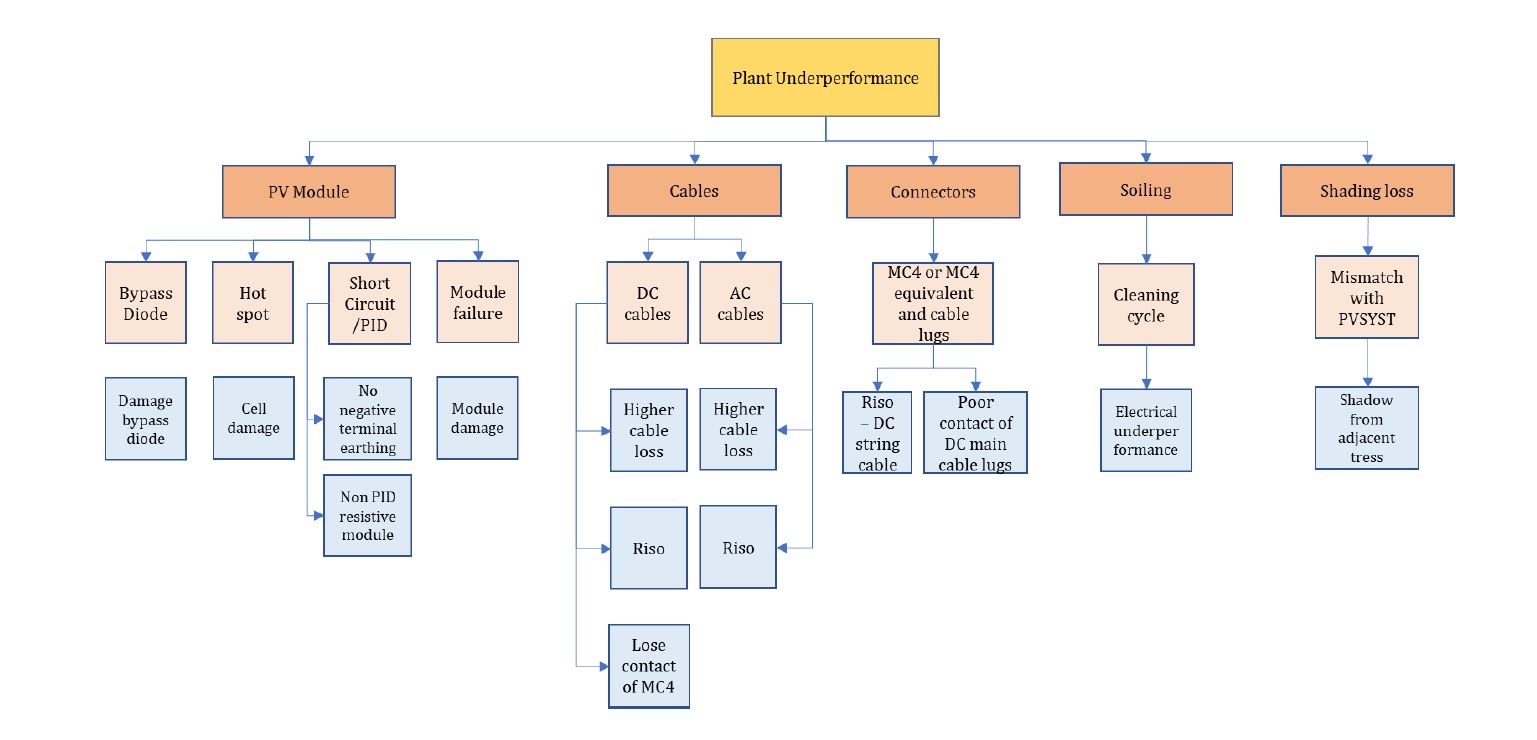 Plant Underperformance
PV Module
Cables
Connectors
Soiling
Shading loss
Bypass
Diode
Hot
spot
Short
Circuit
/PID
Module
failure
DC
cables
AC
cables
MC4 or MC4
equivalent
and cable
lugs
Cleaning
cycle
Mismatch
with
PVSYST
Damage
bypass
diode
Cell
damage
No
negative
terminal
earthing
Module
damage
Higher
cable
loss
Higher
cable
loss
Riso
– DC
string
cable
Poor
contact of
DC main
cable lugs
Electrical
underper
formance
Shadow
from
adjacent
tress
Non PID
resistive
module
Riso
Riso
Lose
contact
of MC4